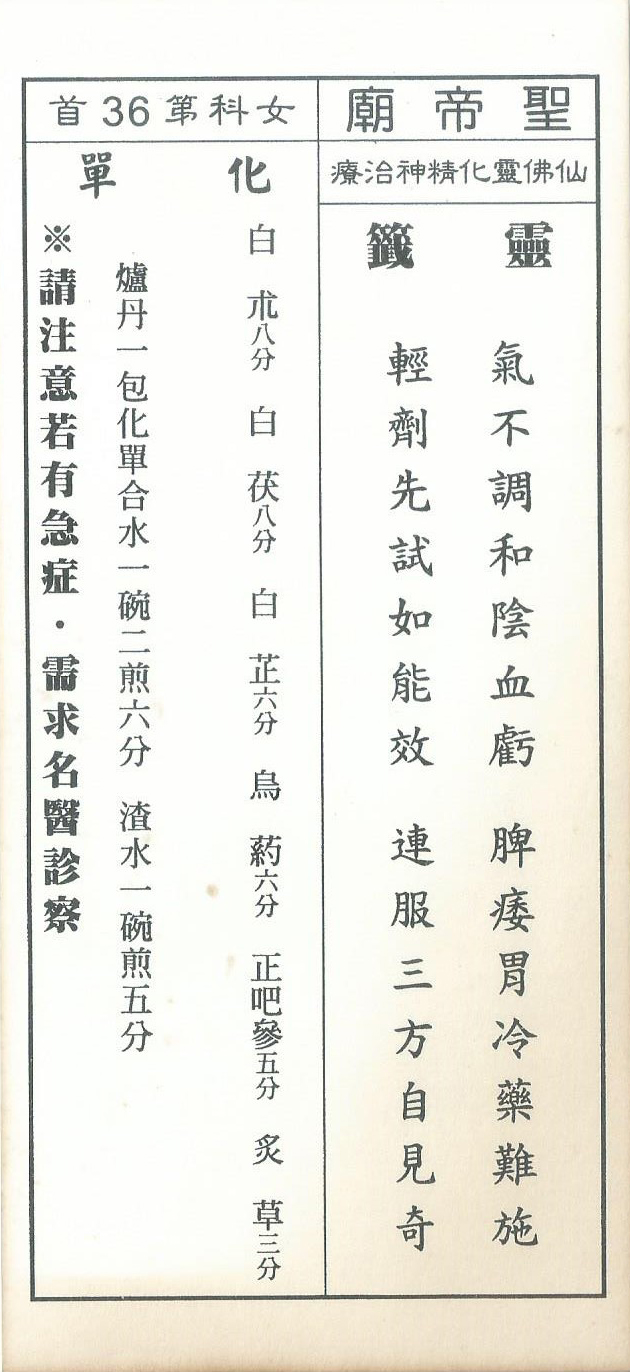 聖帝廟
仙佛靈化精神治療
靈籤
氣不調和陰血虧　脾痿胃冷藥難施
輕劑先試如能效　連服三方自見奇
女科第36首
化單
白朮八分　白茯八分　白芷六分　烏葯六分　正吧參五分　炙草三分
爐丹一包化單合水一碗二煎六分　渣水一碗煎五分
※請注意若有急症・需求名醫診察